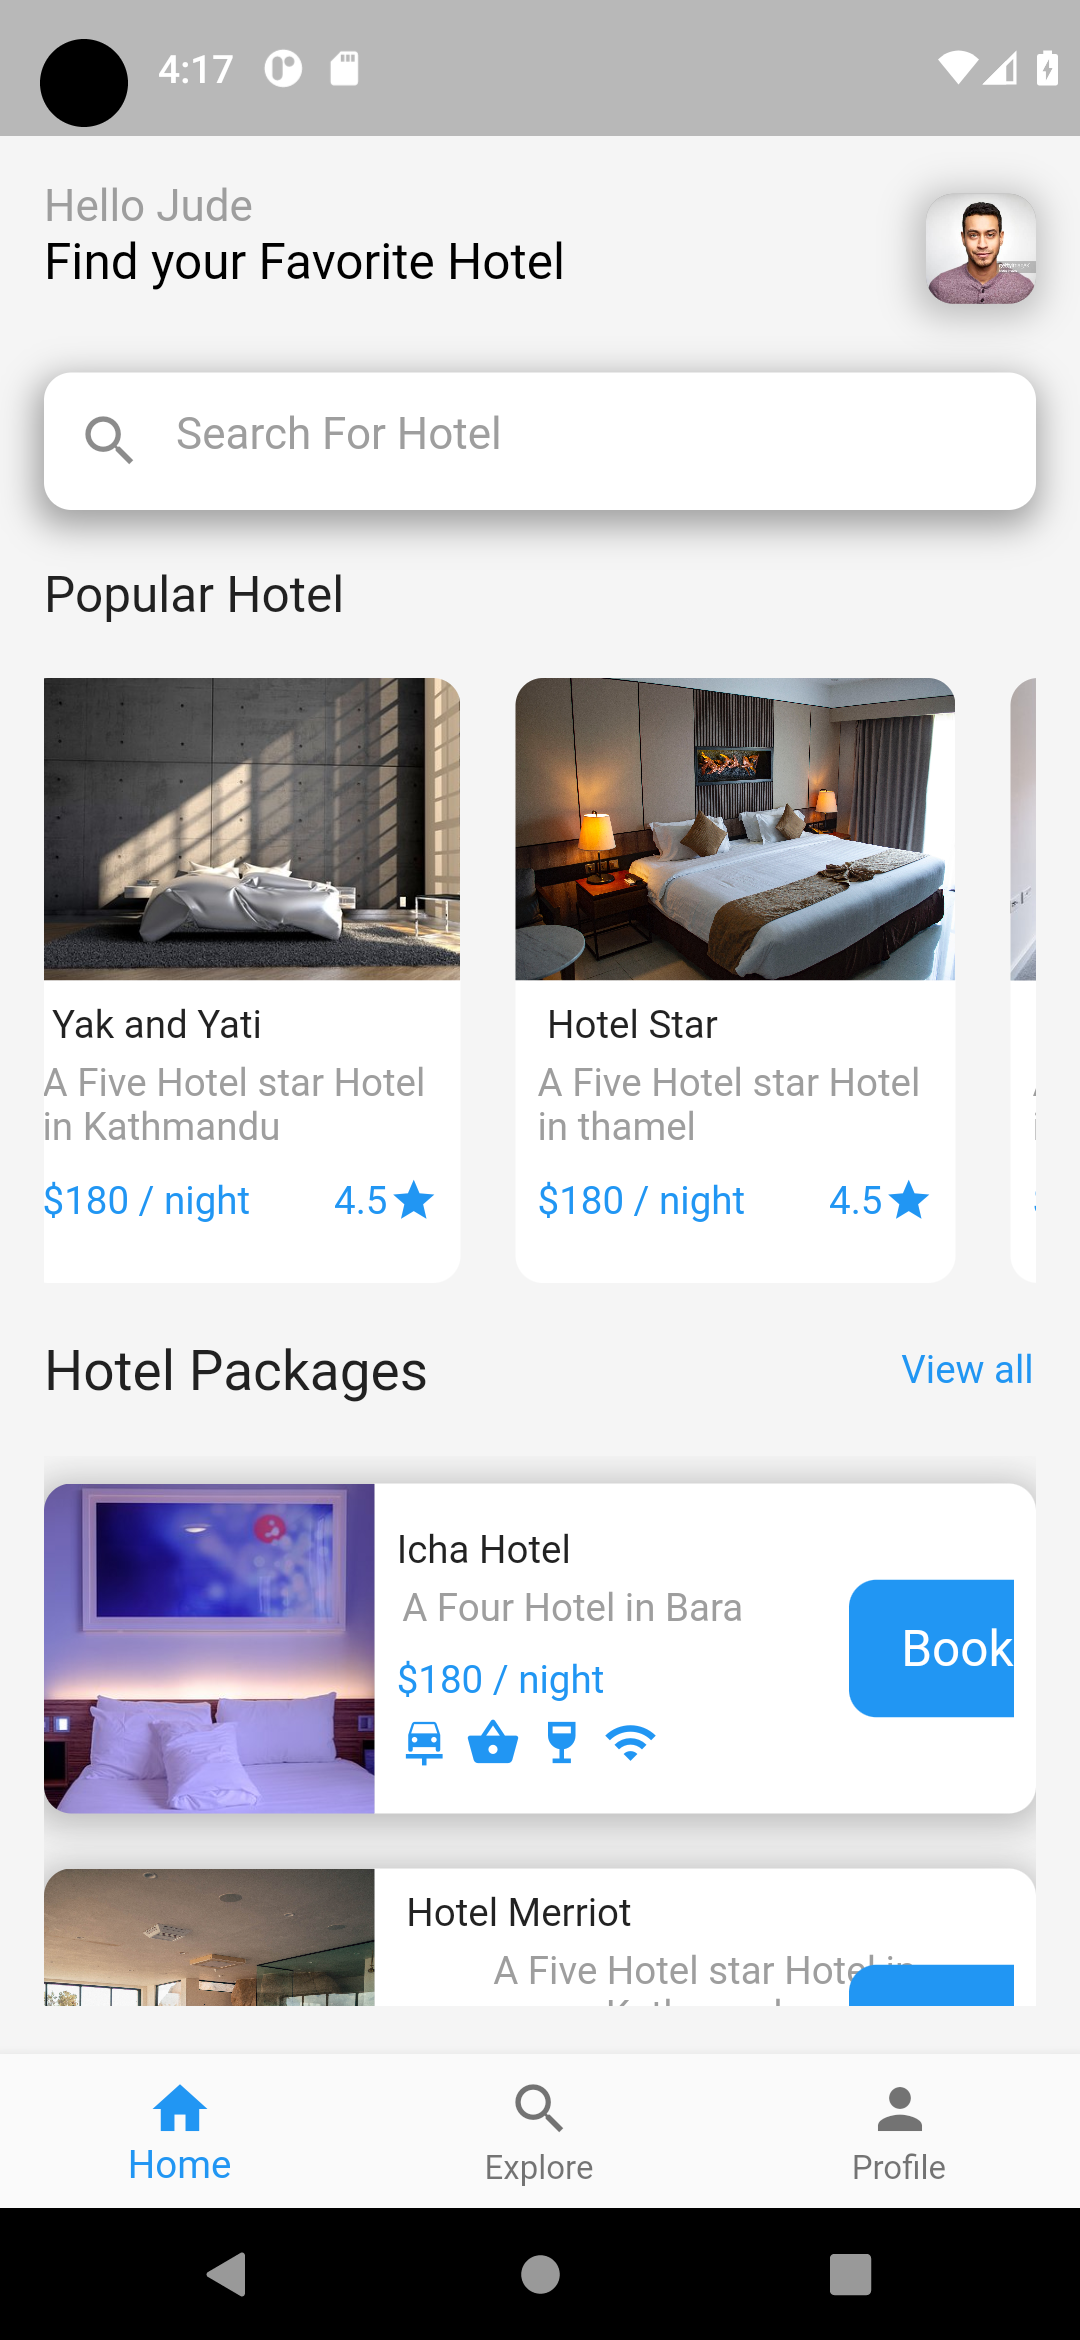 4:17
Hello Jude
Find your Favorite Hotel
Search For Hotel
Popular Hotel
Yak and Yati
A Five Hotel star Hotel
in Kathmandu
$180 / night 4.5
Hotel Star
A Five Hotel star Hotel
in thamel
$180 / night 4.5
Hotel Packages
View all
Icha Hotel
A Four Hotel in Bara
$180 / night
Book
Hotel Merriot
A Five Hotel star Hotel in
Home
Explore
Profile